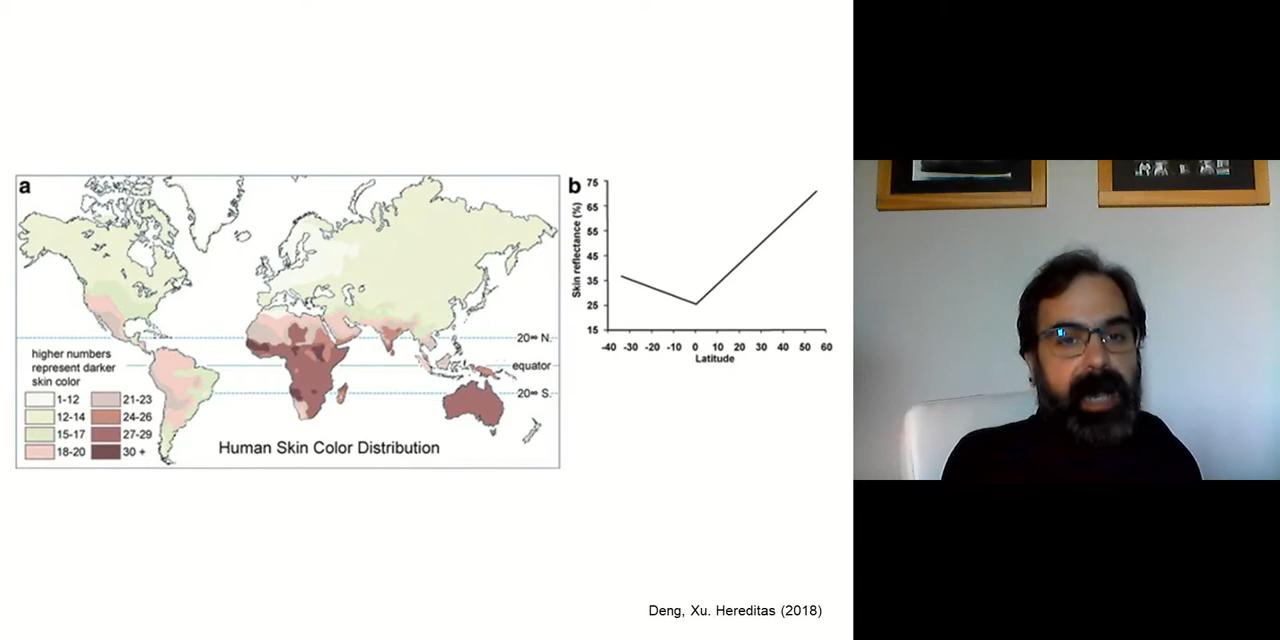 a
20∞ N.
equator
20∞ S.
higher numbers
represent darker
skin color
1-12
21-23
12-14
24-26
15-17
27-29
18-20
30 +
Human Skin Color Distribution
b
Skin reflectance (%)
75
65
55
45
35
25
15
-40 -30 -20 -10 0 10 20 30 40 50 60
Latitude
Deng, Xu. Hereditas (2018)